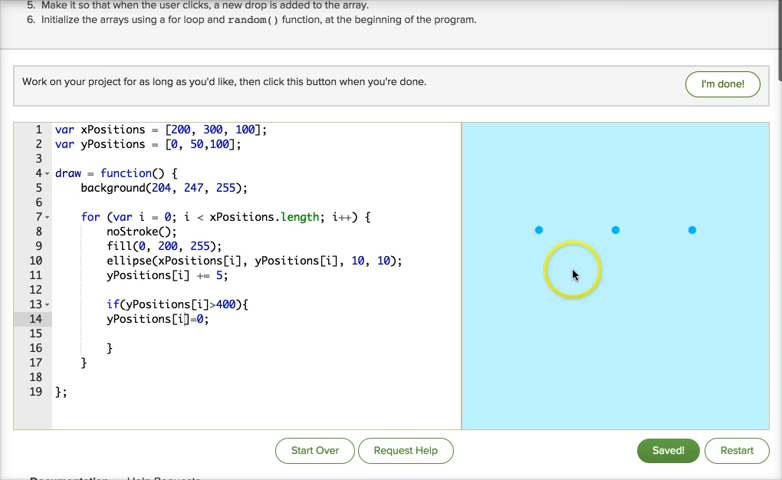 5. Make it so that when the user clicks, a new drop is added to the array.
6. Initialize the arrays using a for loop and random() function, at the beginning of the program.
Work on your project for as long as you'd like, then click this button when you're done.
I'm done!
1 var xPositions = [200, 300, 100];
2 var yPositions = [0, 50,100];
3
4 draw = function() {
5 background(204, 247, 255);
6
7 for (var i = 0; i < xPositions.length; i++) {
8 noStroke();
9 fill(0, 200, 255);
10 ellipse(xPositions[i], yPositions[i], 10, 10);
11 yPositions[i] += 5;
12
13 if(yPositions[i]>400){
14 yPositions[i]=0;
15
16 }
17 }
18
19 };
Start Over
Request Help
Saved!
Restart